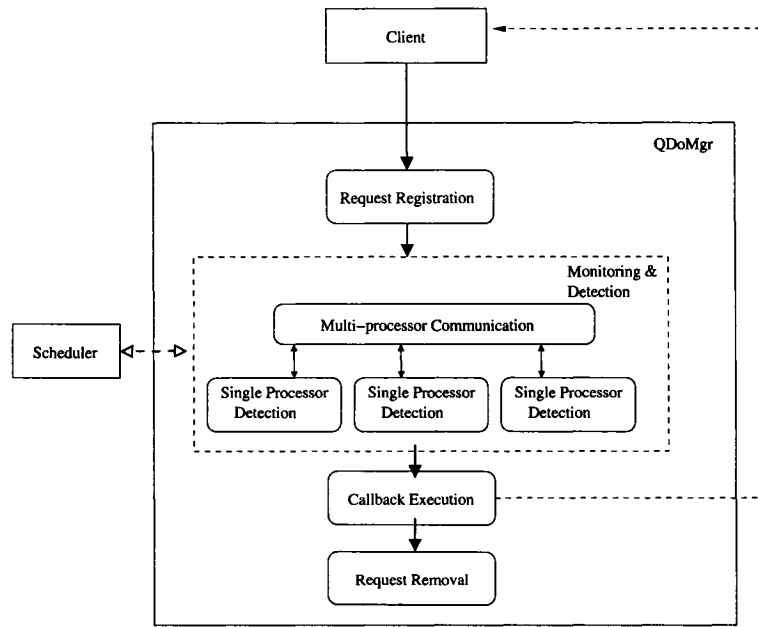 Client
QDoMgr
Request Registration
Monitoring &
Detection
Multi−processor Communication
Scheduler
Single Processor
Detection
Single Processor
Detection
Single Processor
Detection
Callback Execution
Request Removal